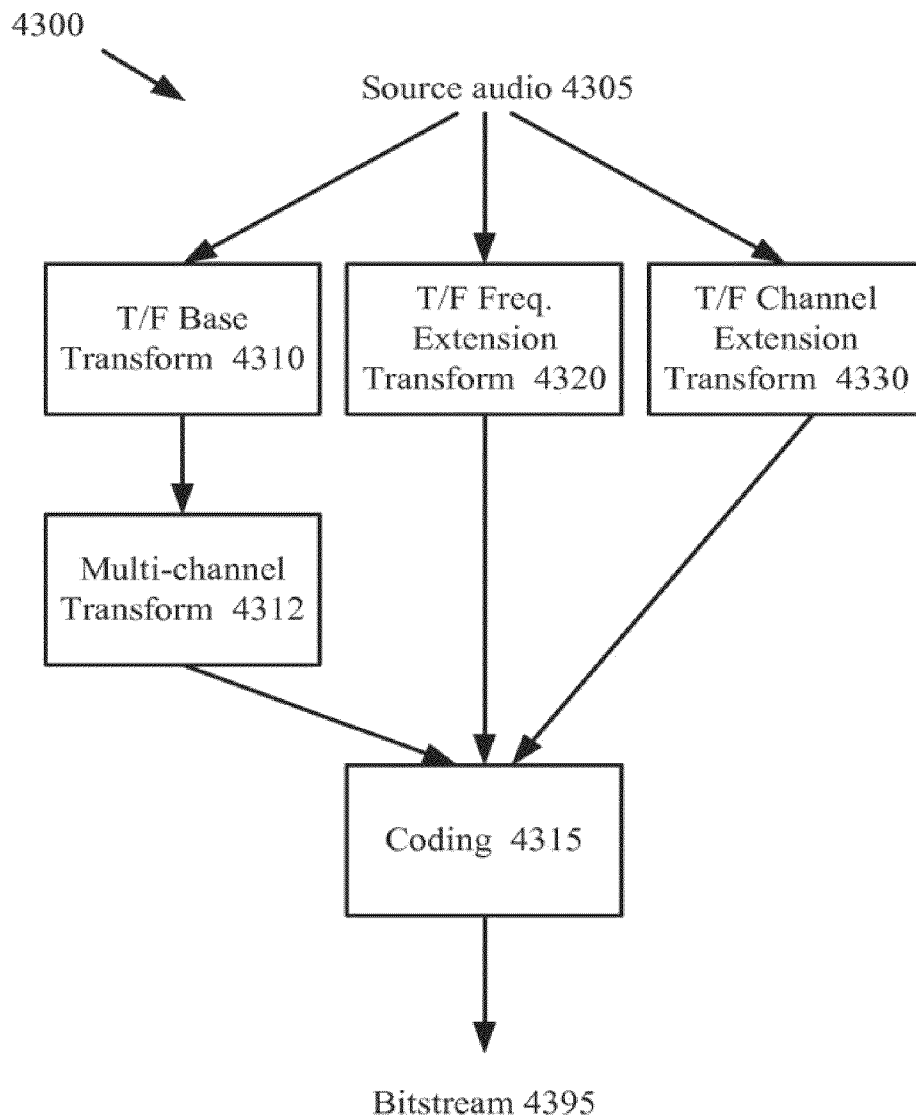 4300
Source audio 4305
T/F Base
Transform 4310
T/F Freq.
Extension
Transform 4320
T/F Channel
Extension
Transform 4330
Multi-channel
Transform 4312
Coding 4315
Bitstream 4395